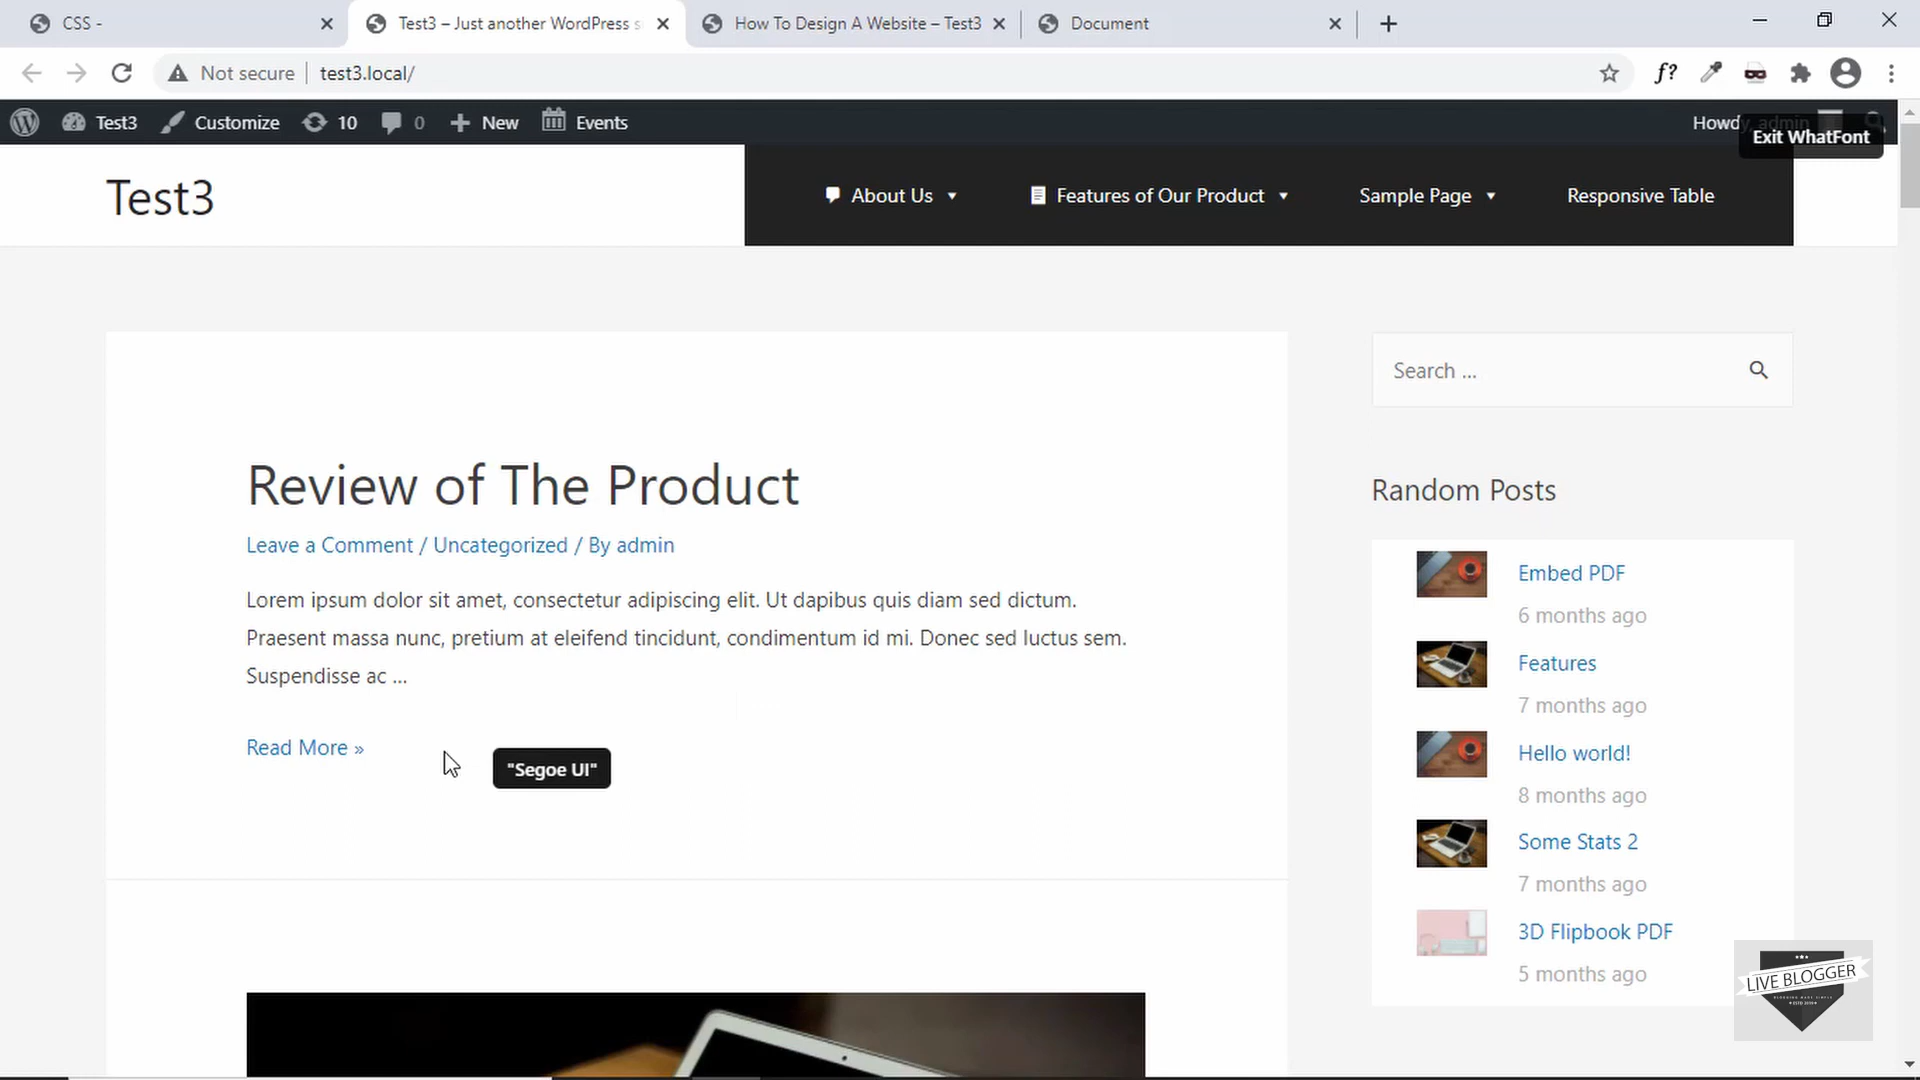 CSS -
Test3 – Just another WordPress s
How To Design A Website – Test3
Document
Not secure
test3.local/
f?
Test3
Customize
10
0
New
Events
Howdy, admin
Exit WhatFont
Test3
About Us
Features of Our Product
Sample Page
Responsive Table
Search ...
Review of The Product
Leave a Comment / Uncategorized / By admin
Lorem ipsum dolor sit amet, consectetur adipiscing elit. Ut dapibus quis diam sed dictum.
Praesent massa nunc, pretium at eleifend tincidunt, condimentum id mi. Donec sed luctus sem.
Suspendisse ac …
Read More »
"Segoe UI"
Random Posts
Embed PDF
6 months ago
Features
7 months ago
Hello world!
8 months ago
Some Stats 2
7 months ago
3D Flipbook PDF
5 months ago
LIVE BLOGGER